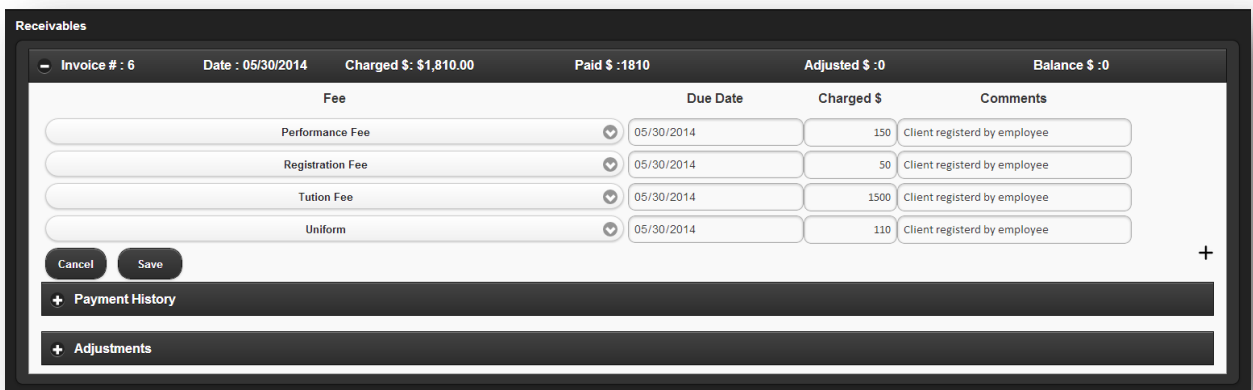 Receivables
Invoice # : 6 Date : 05/30/2014 Charged $: $1,810.00 Paid $ :1810 Adjusted $ :0 Balance $ :0
Fee Due Date Charged $ Comments
Performance Fee 05/30/2014 150 Client registerd by employee
Registration Fee 05/30/2014 50 Client registerd by employee
Tution Fee 05/30/2014 1500 Client registerd by employee
Uniform 05/30/2014 110 Client registerd by employee
Cancel Save
Payment History
Adjustments